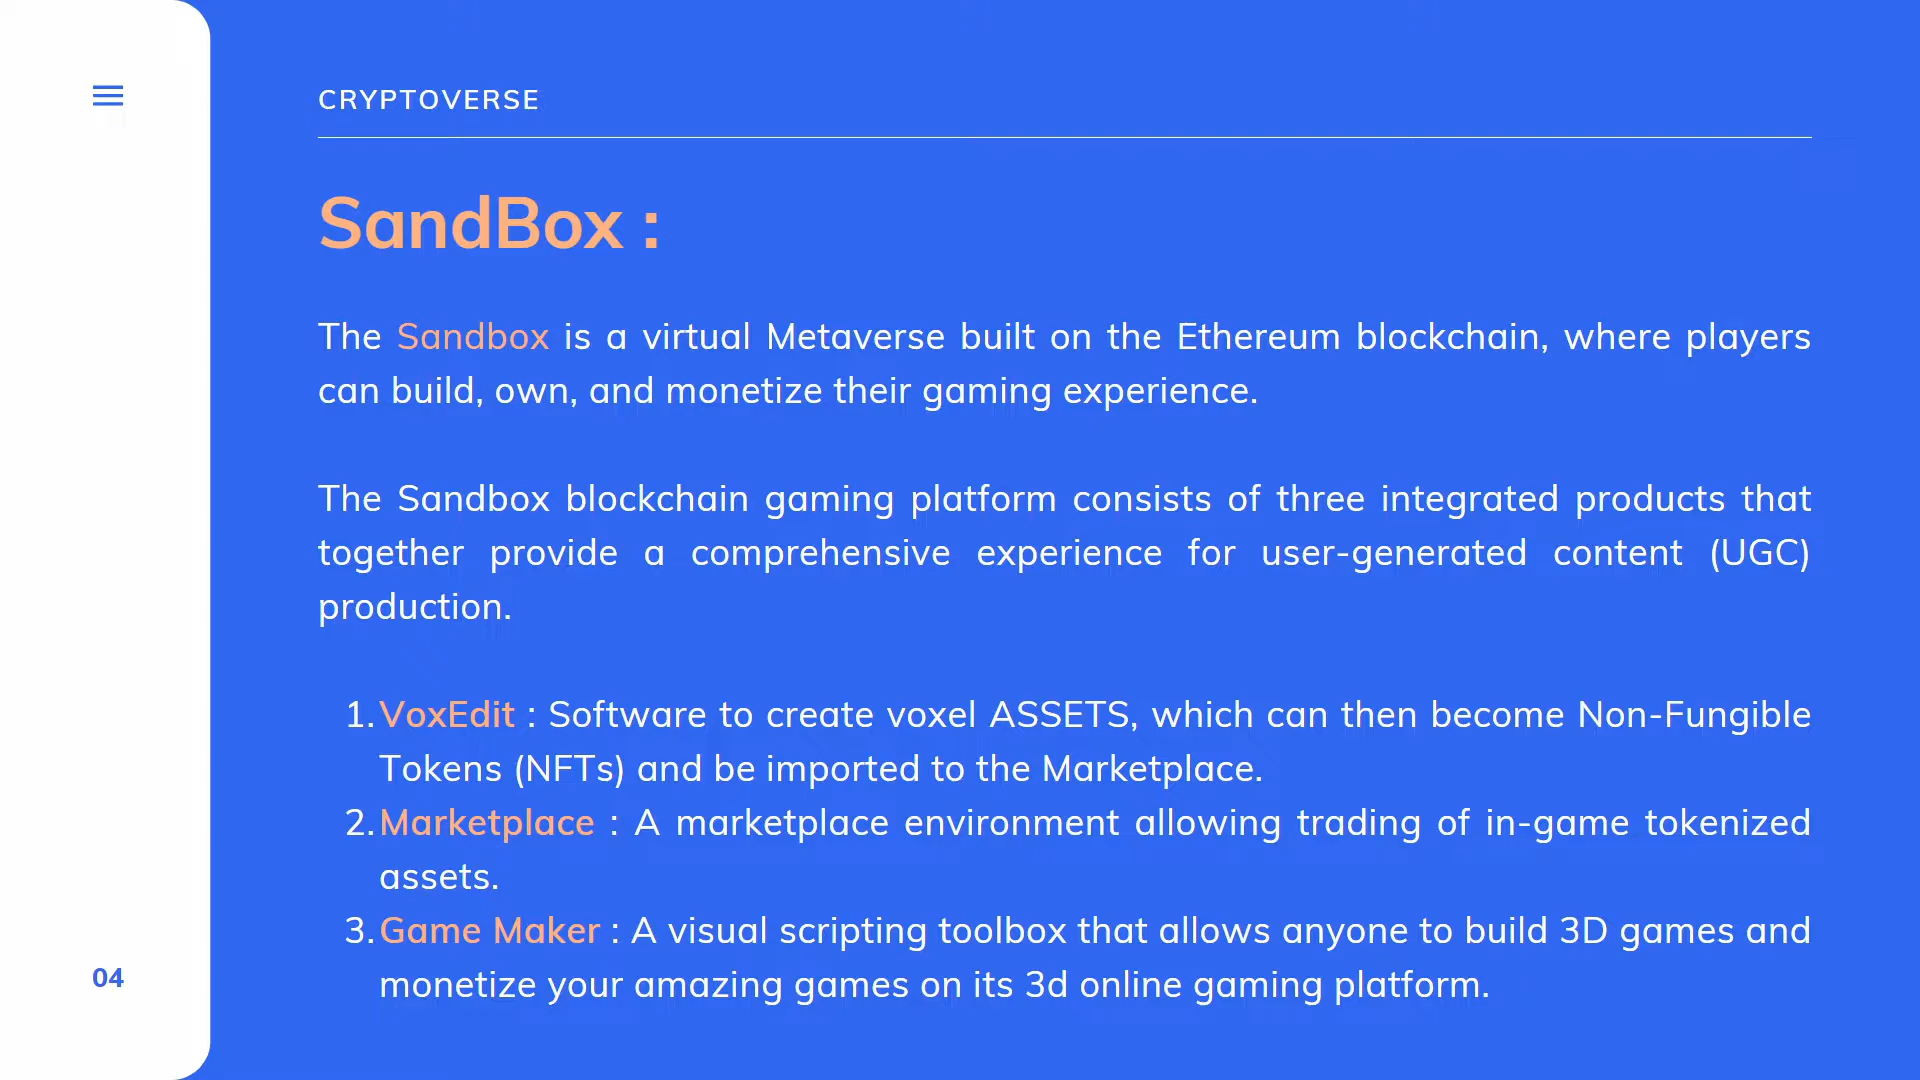 CRYPTOVERSE
SandBox :
The Sandbox is a virtual Metaverse built on the Ethereum blockchain, where players
can build, own, and monetize their gaming experience.
The Sandbox blockchain gaming platform consists of three integrated products that
together provide a comprehensive experience for user-generated content (UGC)
production.
1. VoxEdit : Software to create voxel ASSETS, which can then become Non-Fungible
Tokens (NFTs) and be imported to the Marketplace.
2. Marketplace : A marketplace environment allowing trading of in-game tokenized
assets.
3. Game Maker : A visual scripting toolbox that allows anyone to build 3D games and
monetize your amazing games on its 3d online gaming platform.
04